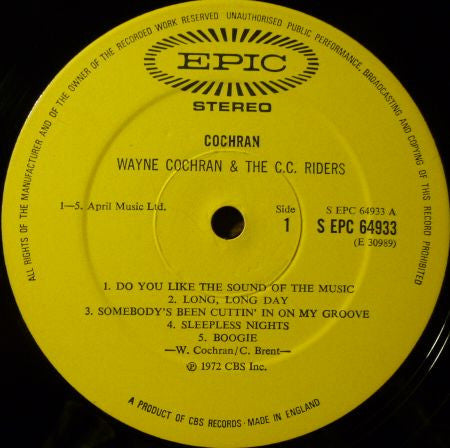 ALL RIGHTS OF THE MANUFACTURER AND OF THE OWNER OF THE RECORDED WORK RESERVED UNAUTHORISED PUBLIC PERFORMANCE, BROADCASTING AND COPYING OF THIS RECORD PROHIBITED
EPIC
STEREO
COCHRAN
WAYNE COCHRAN & THE C.C. RIDERS
1—5. April Music Ltd.
Side
1
S EPC 64933 A
S EPC 64933
(E 30989)
1. DO YOU LIKE THE SOUND OF THE MUSIC
2. LONG, LONG DAY
3. SOMEBODY'S BEEN CUTTIN' IN ON MY GROOVE
4. SLEEPLESS NIGHTS
5. BOOGIE
—W. Cochran/C. Brent—
℗ 1972 CBS Inc.
A PRODUCT OF CBS RECORDS · MADE IN ENGLAND